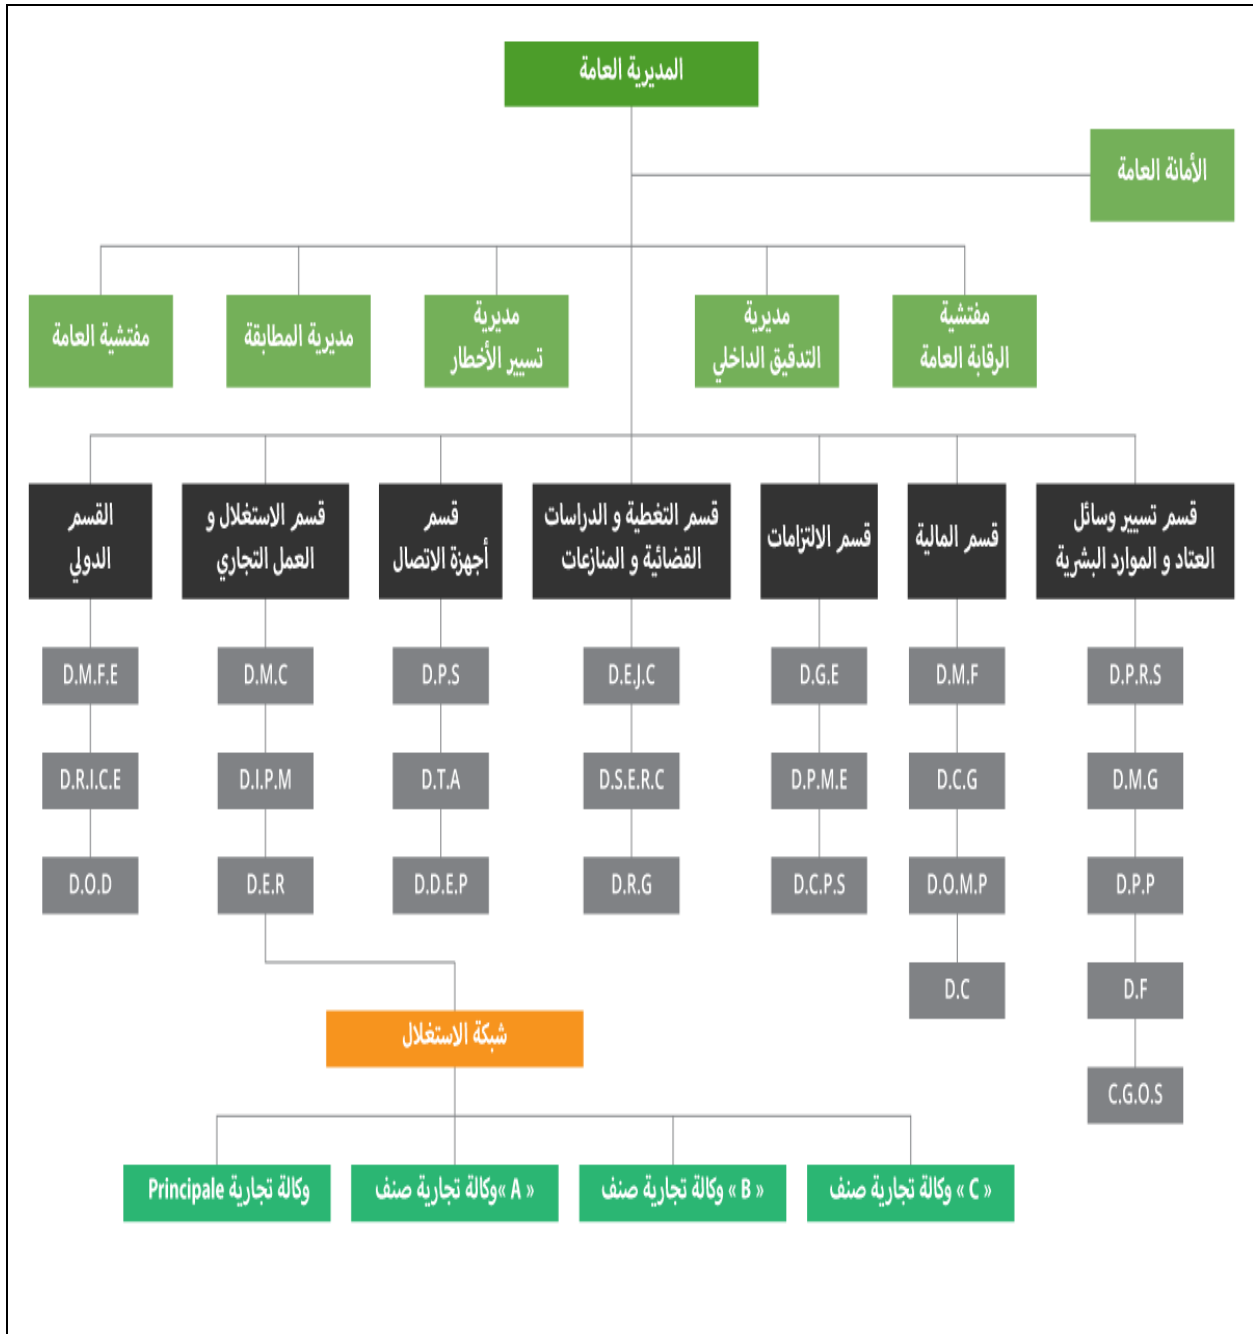 المديرية العامة
الأمانة العامة
مفتشية
الرقابة العامة
مديرية
التدقيق الداخلي
مديرية
تسيير الأخطار
مديرية المطابقة
مفتشية العامة
قسم تسيير وسائل
العتاد و الموارد البشرية
قسم المالية
قسم الالتزامات
قسم التغطية و الدراسات
القضائية و المنازعات
قسم
أجهزة الاتصال
قسم الاستغلال و
العمل التجاري
القسم
الدولي
D.P.R.S
D.M.F
D.G.E
D.E.J.C
D.P.S
D.M.C
D.M.F.E
D.M.G
D.C.G
D.P.M.E
D.S.E.R.C
D.T.A
D.I.P.M
D.R.I.C.E
D.P.P
D.O.M.P
D.C.P.S
D.R.G
D.D.E.P
D.E.R
D.O.D
D.F
D.C
C.G.O.S
شبكة الاستغلال
« C » وكالة تجارية صنف
« B » وكالة تجارية صنف
« A »وكالة تجارية صنف
وكالة تجارية Principale